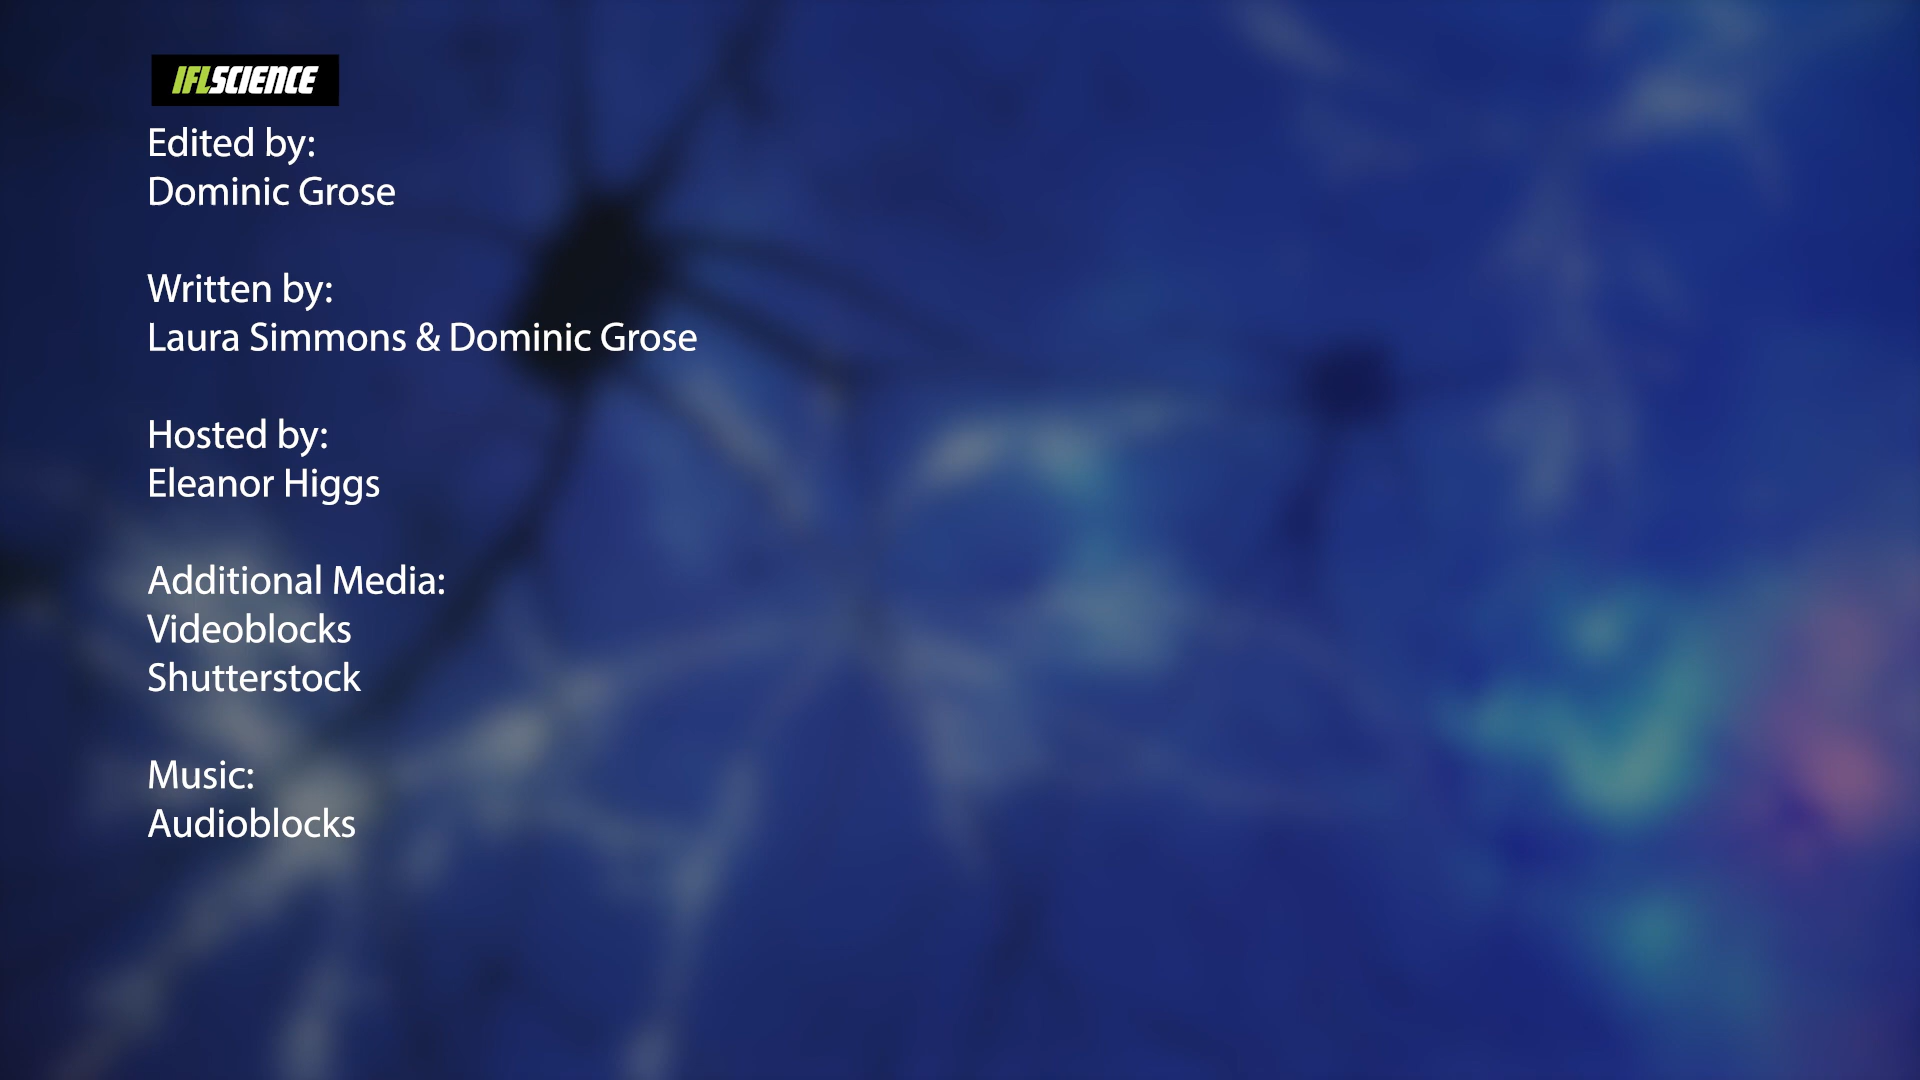 IFLSCIENCE
Edited by:
Dominic Grose
Written by:
Laura Simmons & Dominic Grose
Hosted by:
Eleanor Higgs
Additional Media:
Videoblocks
Shutterstock
Music:
Audioblocks